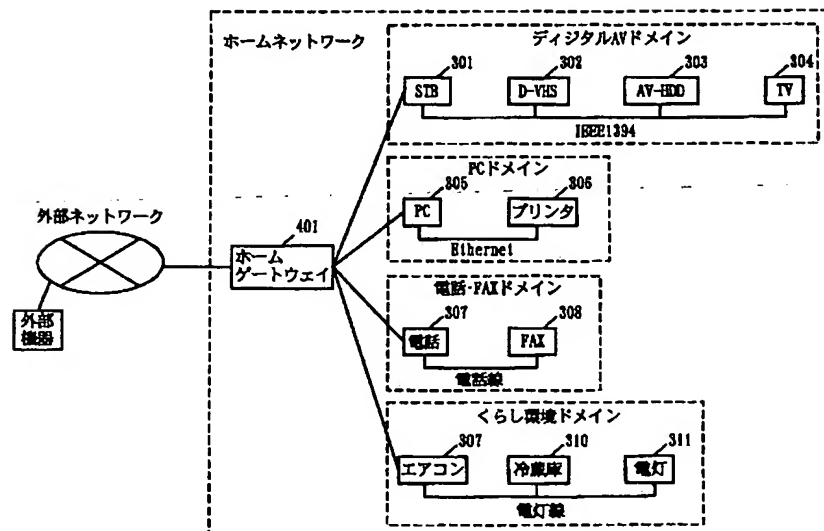 ホームネットワーク
ディジタルAVドメイン
301
302
303
304
STB
D-VHS
AV-HDD
TV
IEEE1394
PCドメイン
305
306
PC
プリンタ
Ethernet
外部ネットワーク
401
ホーム
ゲートウェイ
外部
機器
電話・FAXドメイン
307
308
電話
FAX
電話線
くらし環境ドメイン
307
310
311
エアコン
冷蔵庫
電灯
電灯線